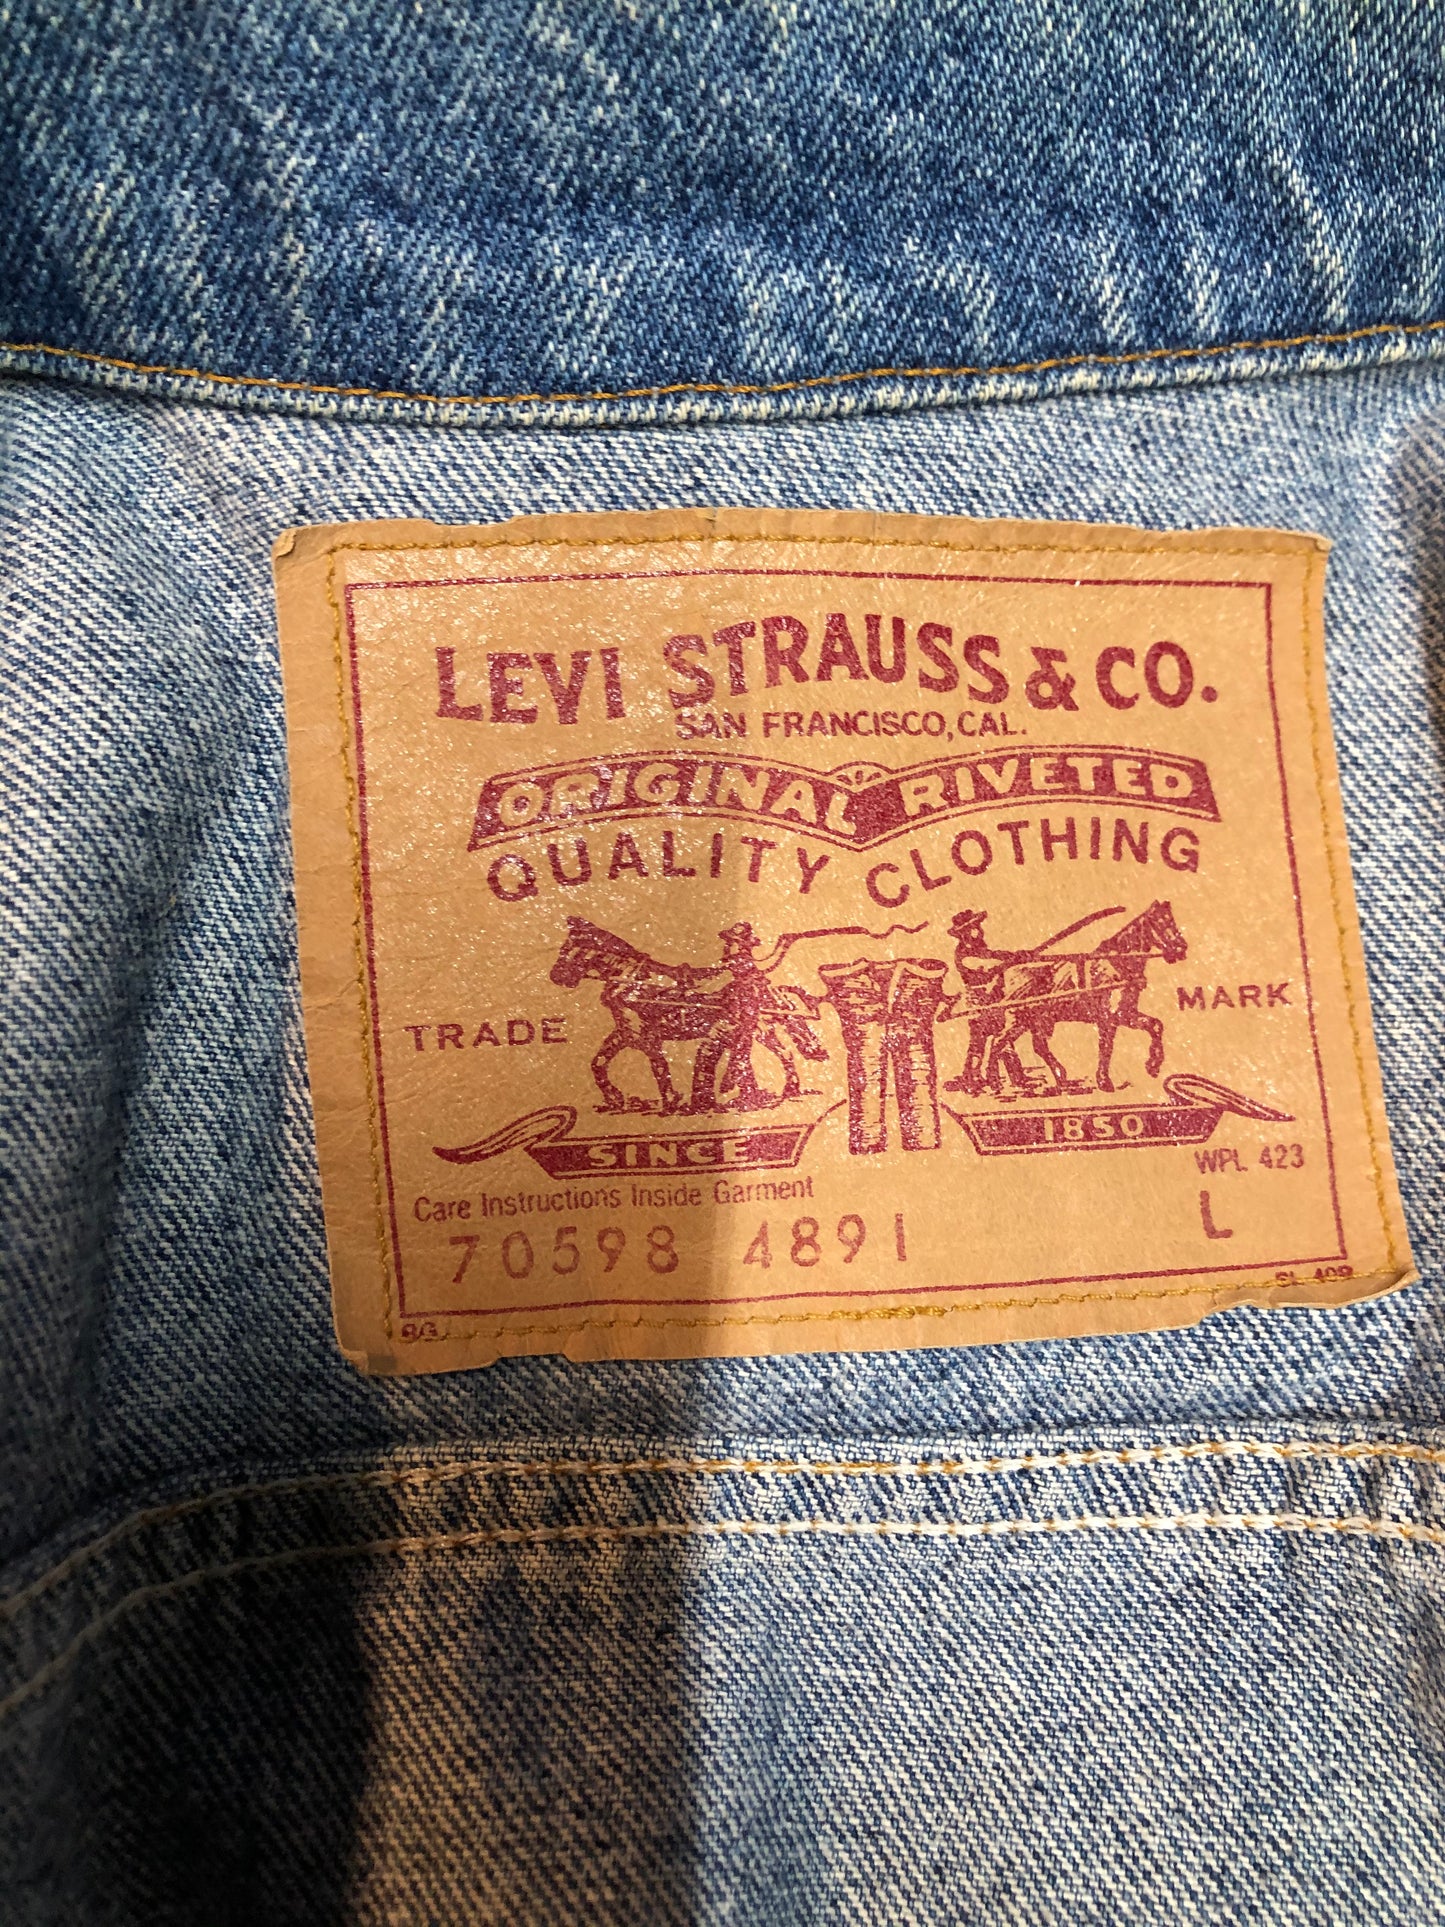 LEVI STRAUSS & CO.
SAN FRANCISCO, CAL.
ORIGINAL RIVETED
QUALITY CLOTHING
TRADE MARK
SINCE 1850
WPL 423
Care Instructions Inside Garment
70598 4891 L